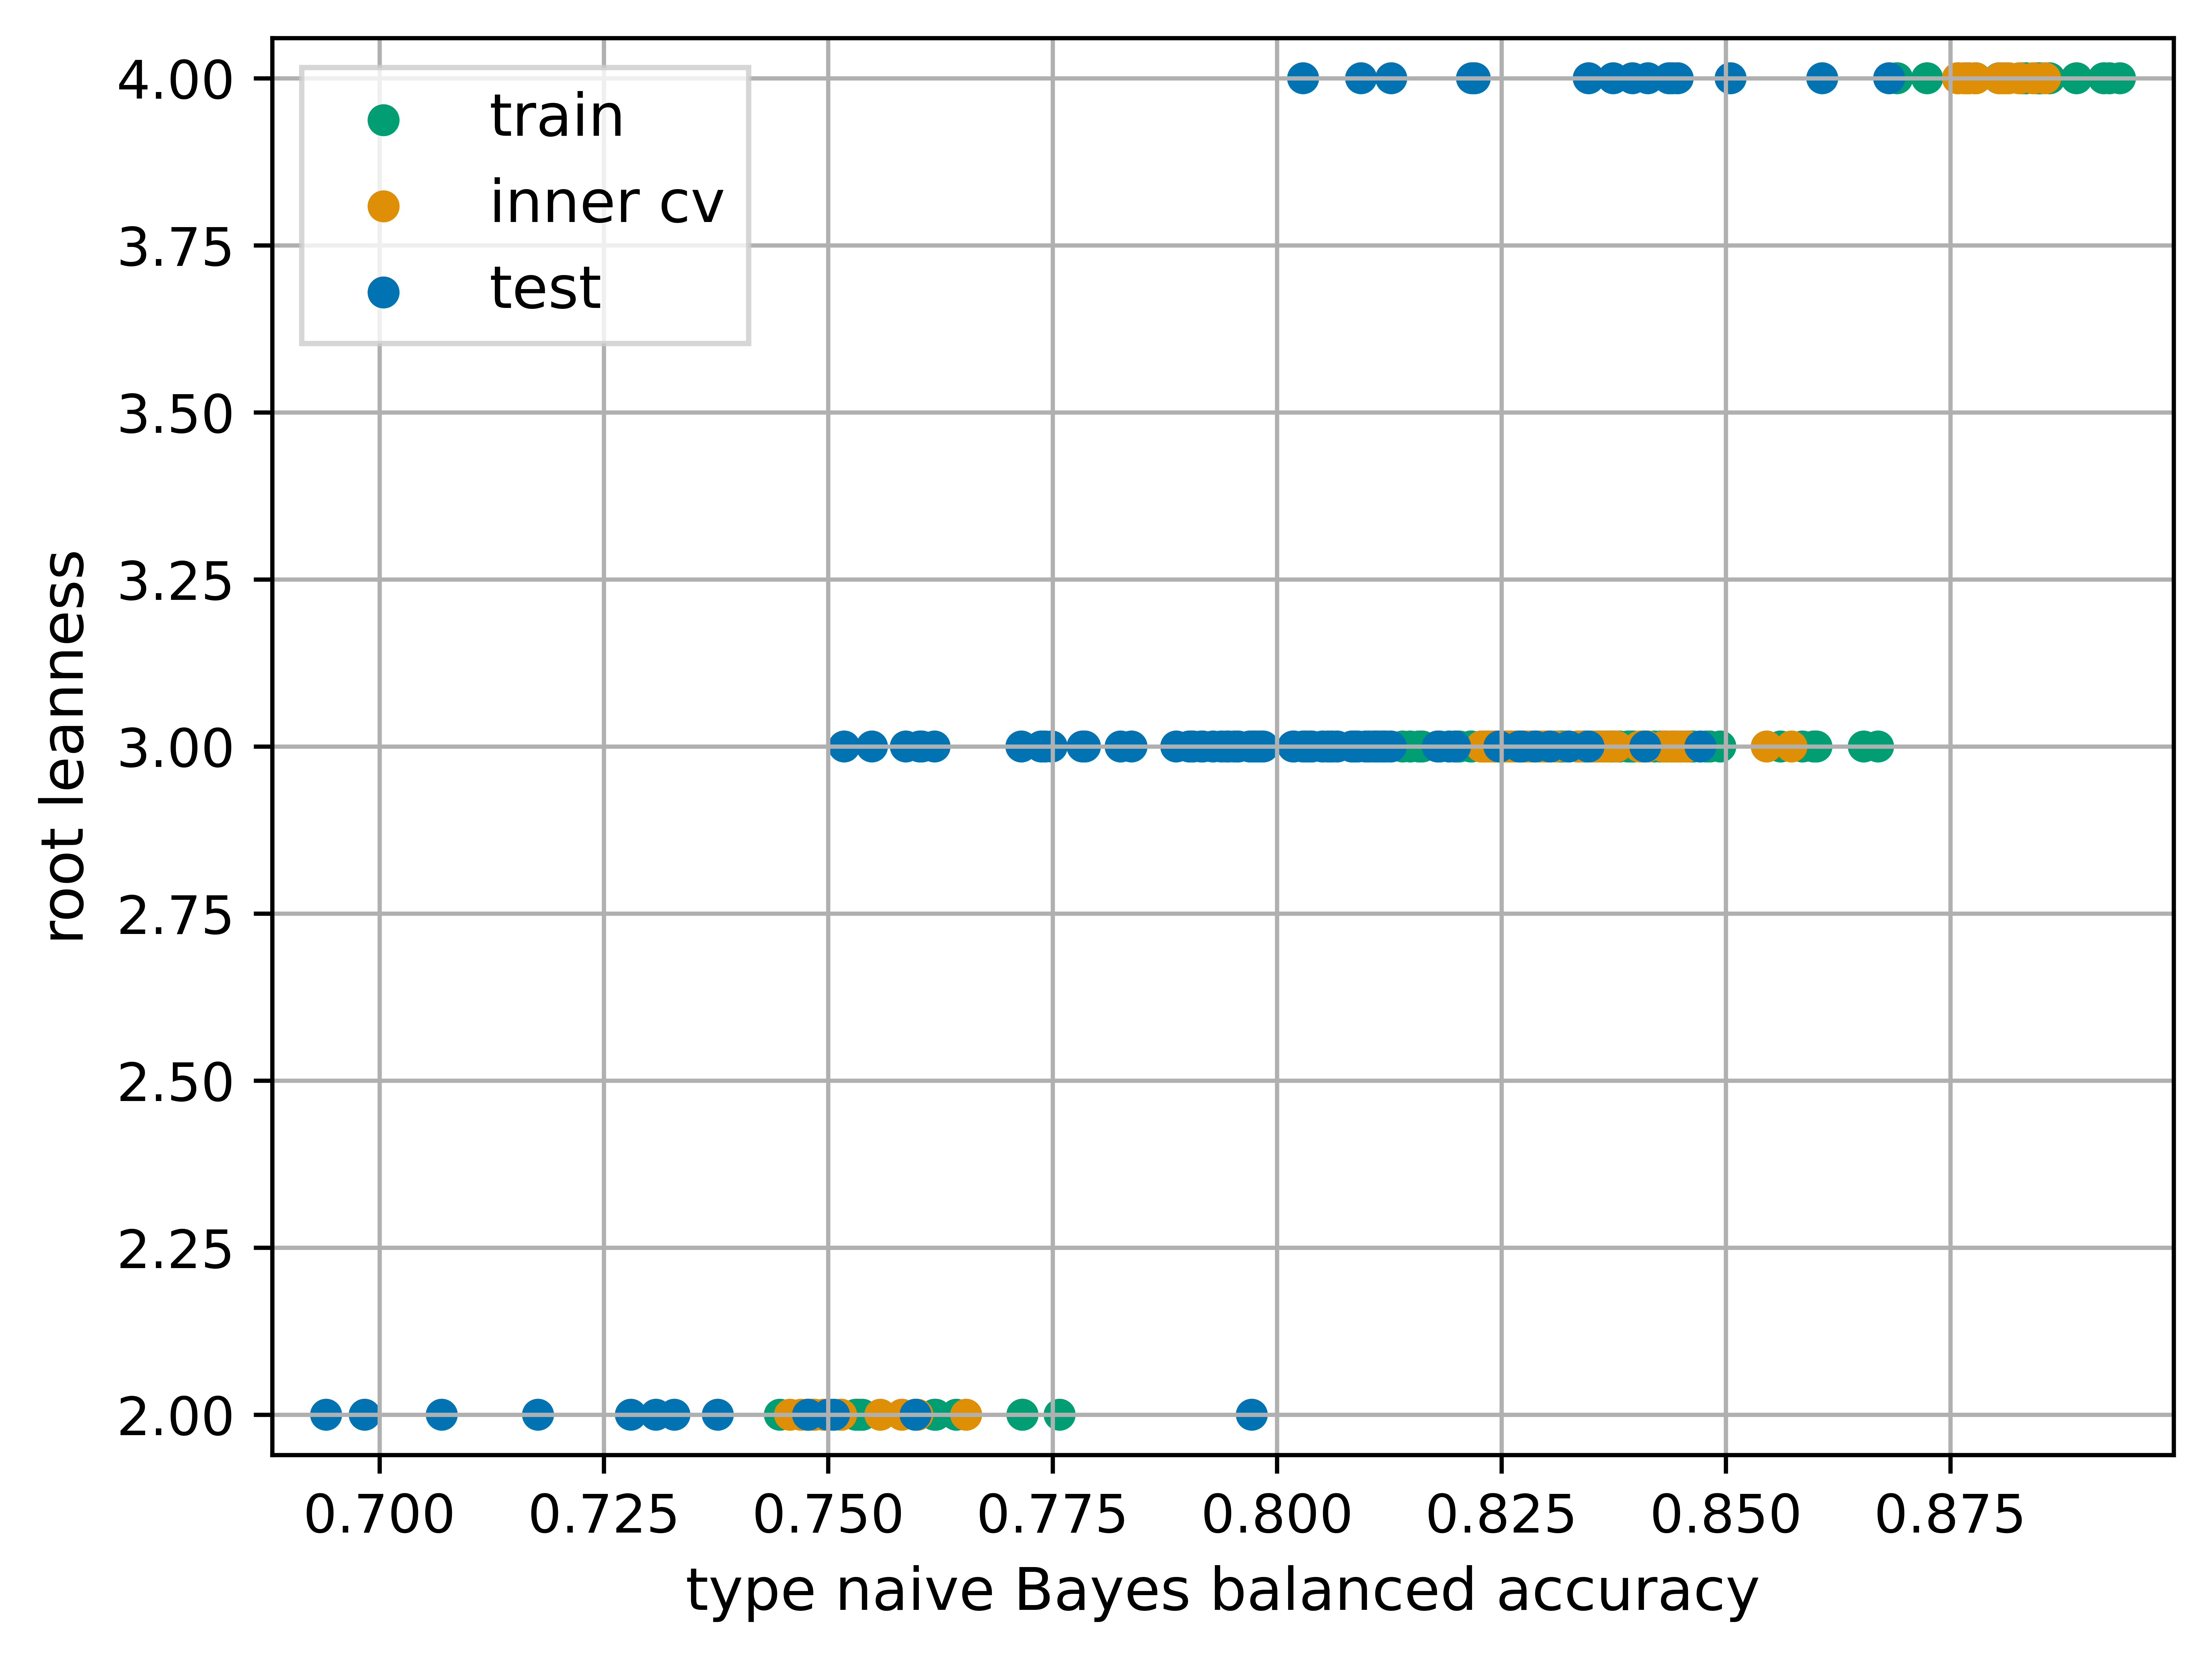 train
inner cv
test
4.00
3.75
3.50
3.25
3.00
2.75
2.50
2.25
2.00
root leanness
0.700 0.725 0.750 0.775 0.800 0.825 0.850 0.875
type naive Bayes balanced accuracy